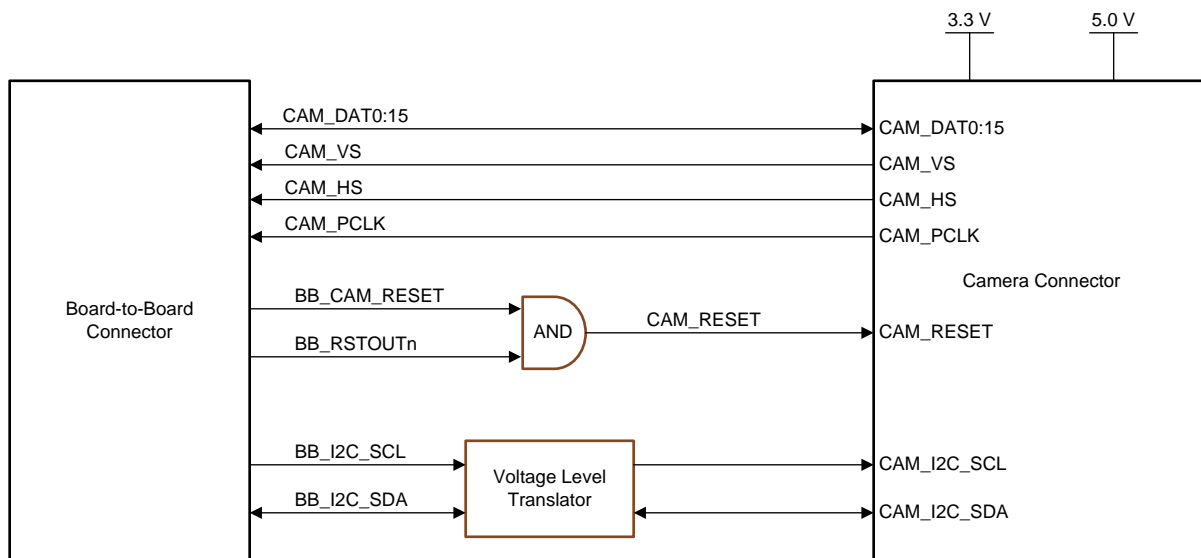 3.3 V
5.0 V
CAM_DAT0:15
CAM_DAT0:15
CAM_VS
CAM_VS
CAM_HS
CAM_HS
CAM_PCLK
CAM_PCLK
Board-to-Board
Connector
Camera Connector
BB_CAM_RESET
BB_RSTOUTn
AND
CAM_RESET
CAM_RESET
BB_I2C_SCL
BB_I2C_SDA
Voltage Level
Translator
CAM_I2C_SCL
CAM_I2C_SDA